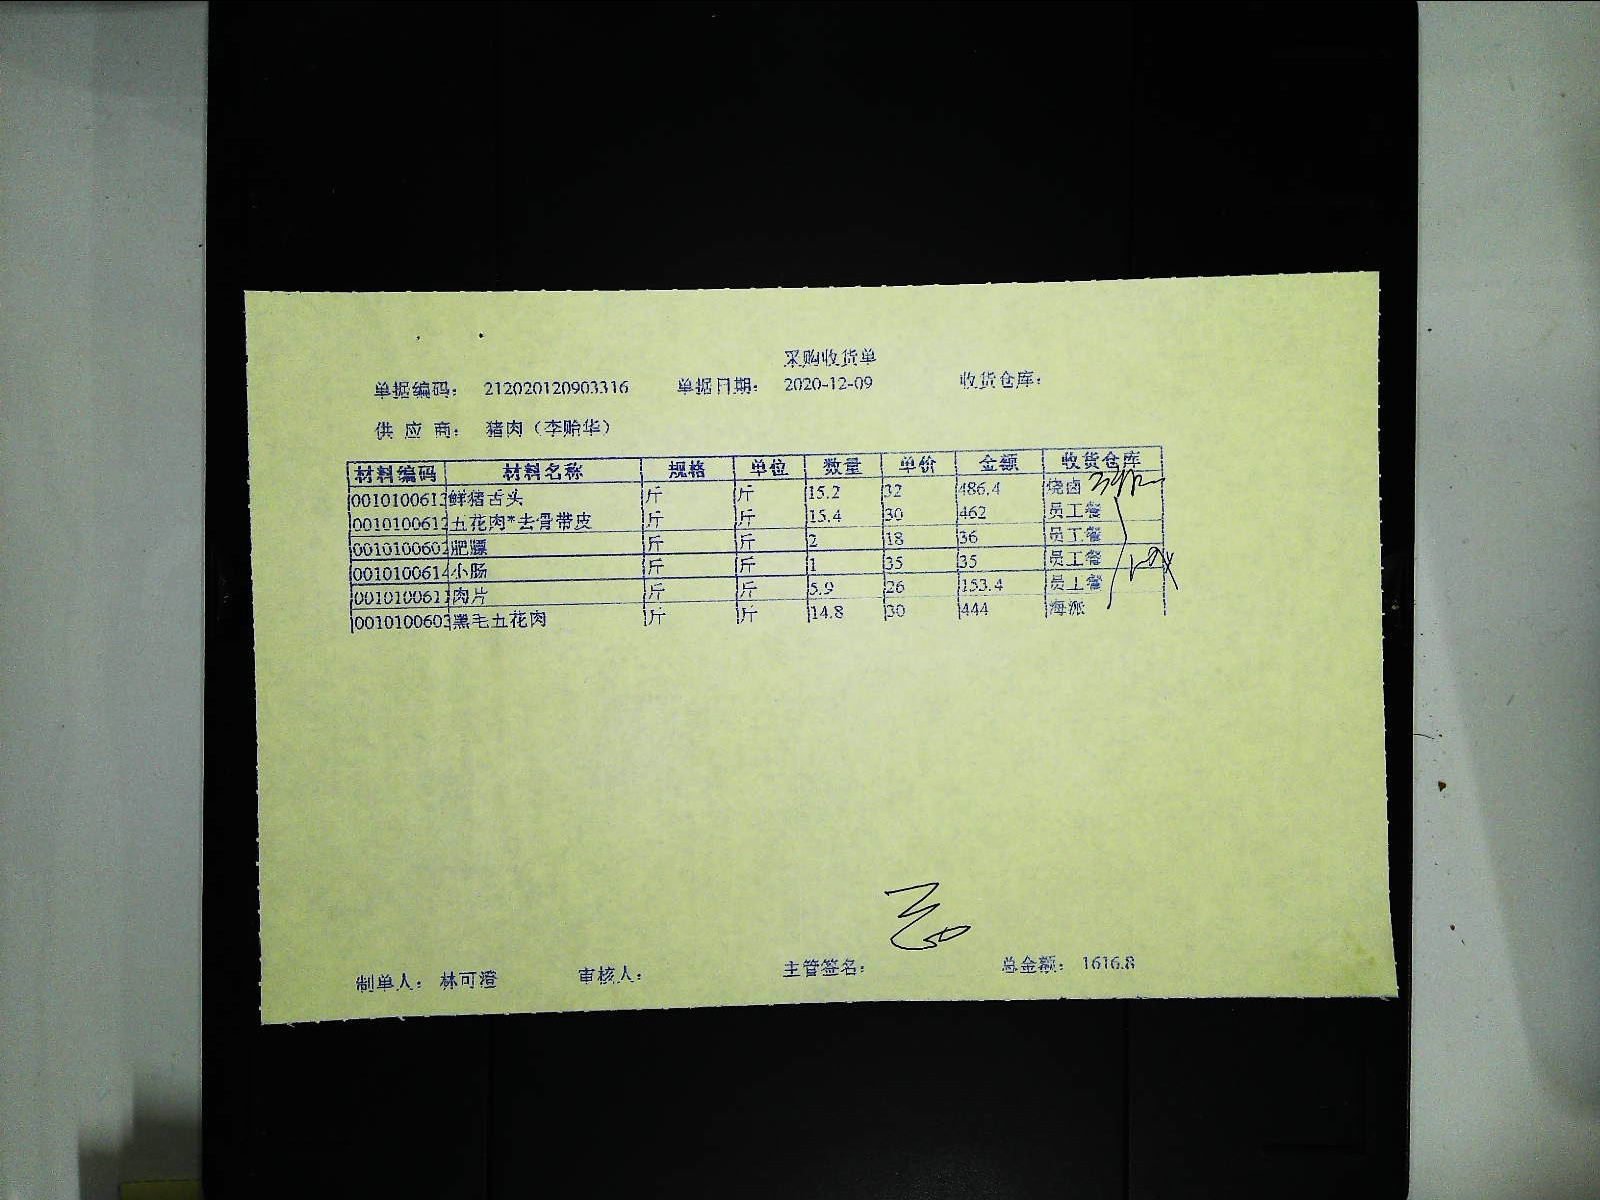 采购收货单
单据编码： 212020120903316 单据日期： 2020-12-09 收货仓库：
供 应 商： 猪肉（李贻华）
材料编码 材料名称 规格 单位 数量 单价 金额 收货仓库
0010100613 鲜猪舌头 斤 斤 15.2 32 486.4 烧卤
0010100612 五花肉*去骨带皮 斤 斤 15.4 30 462 员工餐
0010100602 肥膘 斤 斤 2 18 36 员工餐
0010100614 小肠 斤 斤 1 35 35 员工餐
0010100611 肉片 斤 斤 5.9 26 153.4 员工餐
0010100603 黑毛五花肉 斤 斤 14.8 30 444 海派
制单人： 林可澄 审核人： 主管签名： 总金额： 1616.8